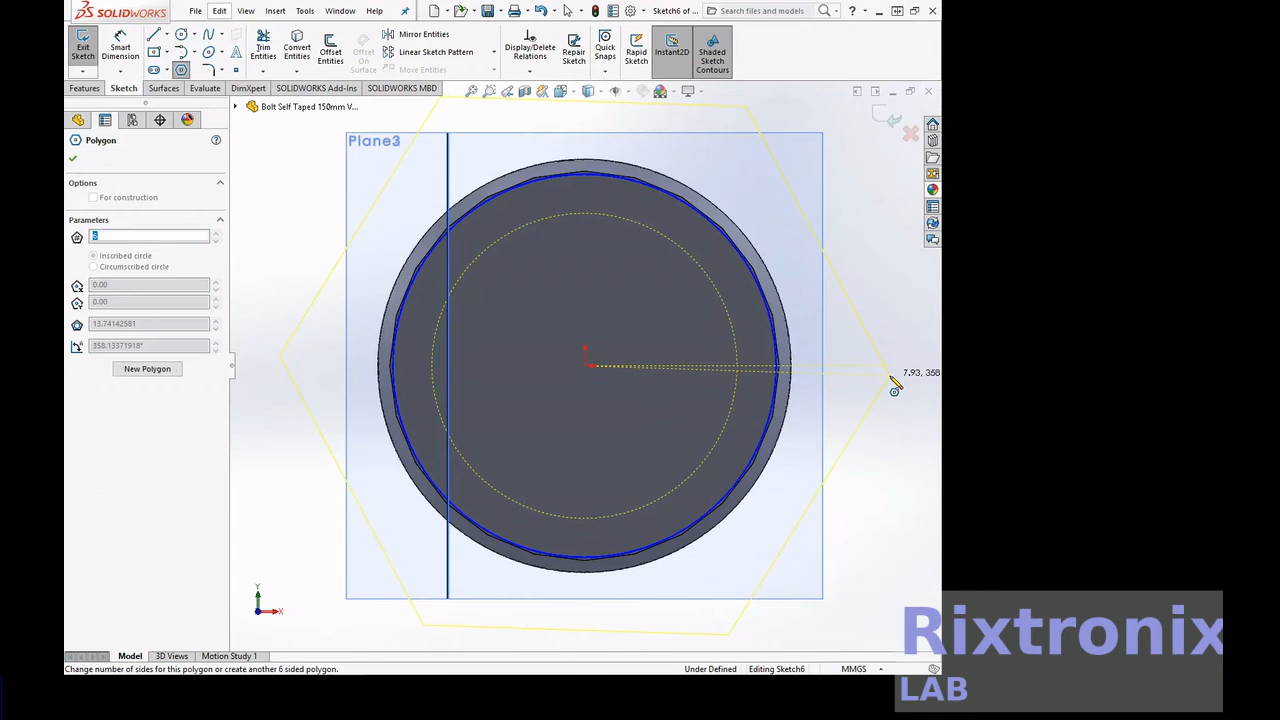 SOLIDWORKS
File Edit View Insert Tools Window Help
Sketch6 of ...
Search files and models
Exit Sketch
Smart Dimension
Trim Entities
Convert Entities
Offset Entities
Offset On Surface
Mirror Entities
Linear Sketch Pattern
Move Entities
Display/Delete Relations
Repair Sketch
Quick Snaps
Rapid Sketch
Instant2D
Shaded Sketch Contours
Features Sketch Surfaces Evaluate DimXpert SOLIDWORKS Add-Ins SOLIDWORKS MBD
Bolt Self Taped 150mm V...
Polygon
Options
For construction
Parameters
6
Inscribed circle
Circumscribed circle
0.00
0.00
13.74142581
358.13371918°
New Polygon
Plane3
7.93, 358
Y
X
Model 3D Views Motion Study 1
Change number of sides for this polygon or create another 6 sided polygon.
Under Defined Editing Sketch6 MMGS
Rixtronix
LAB